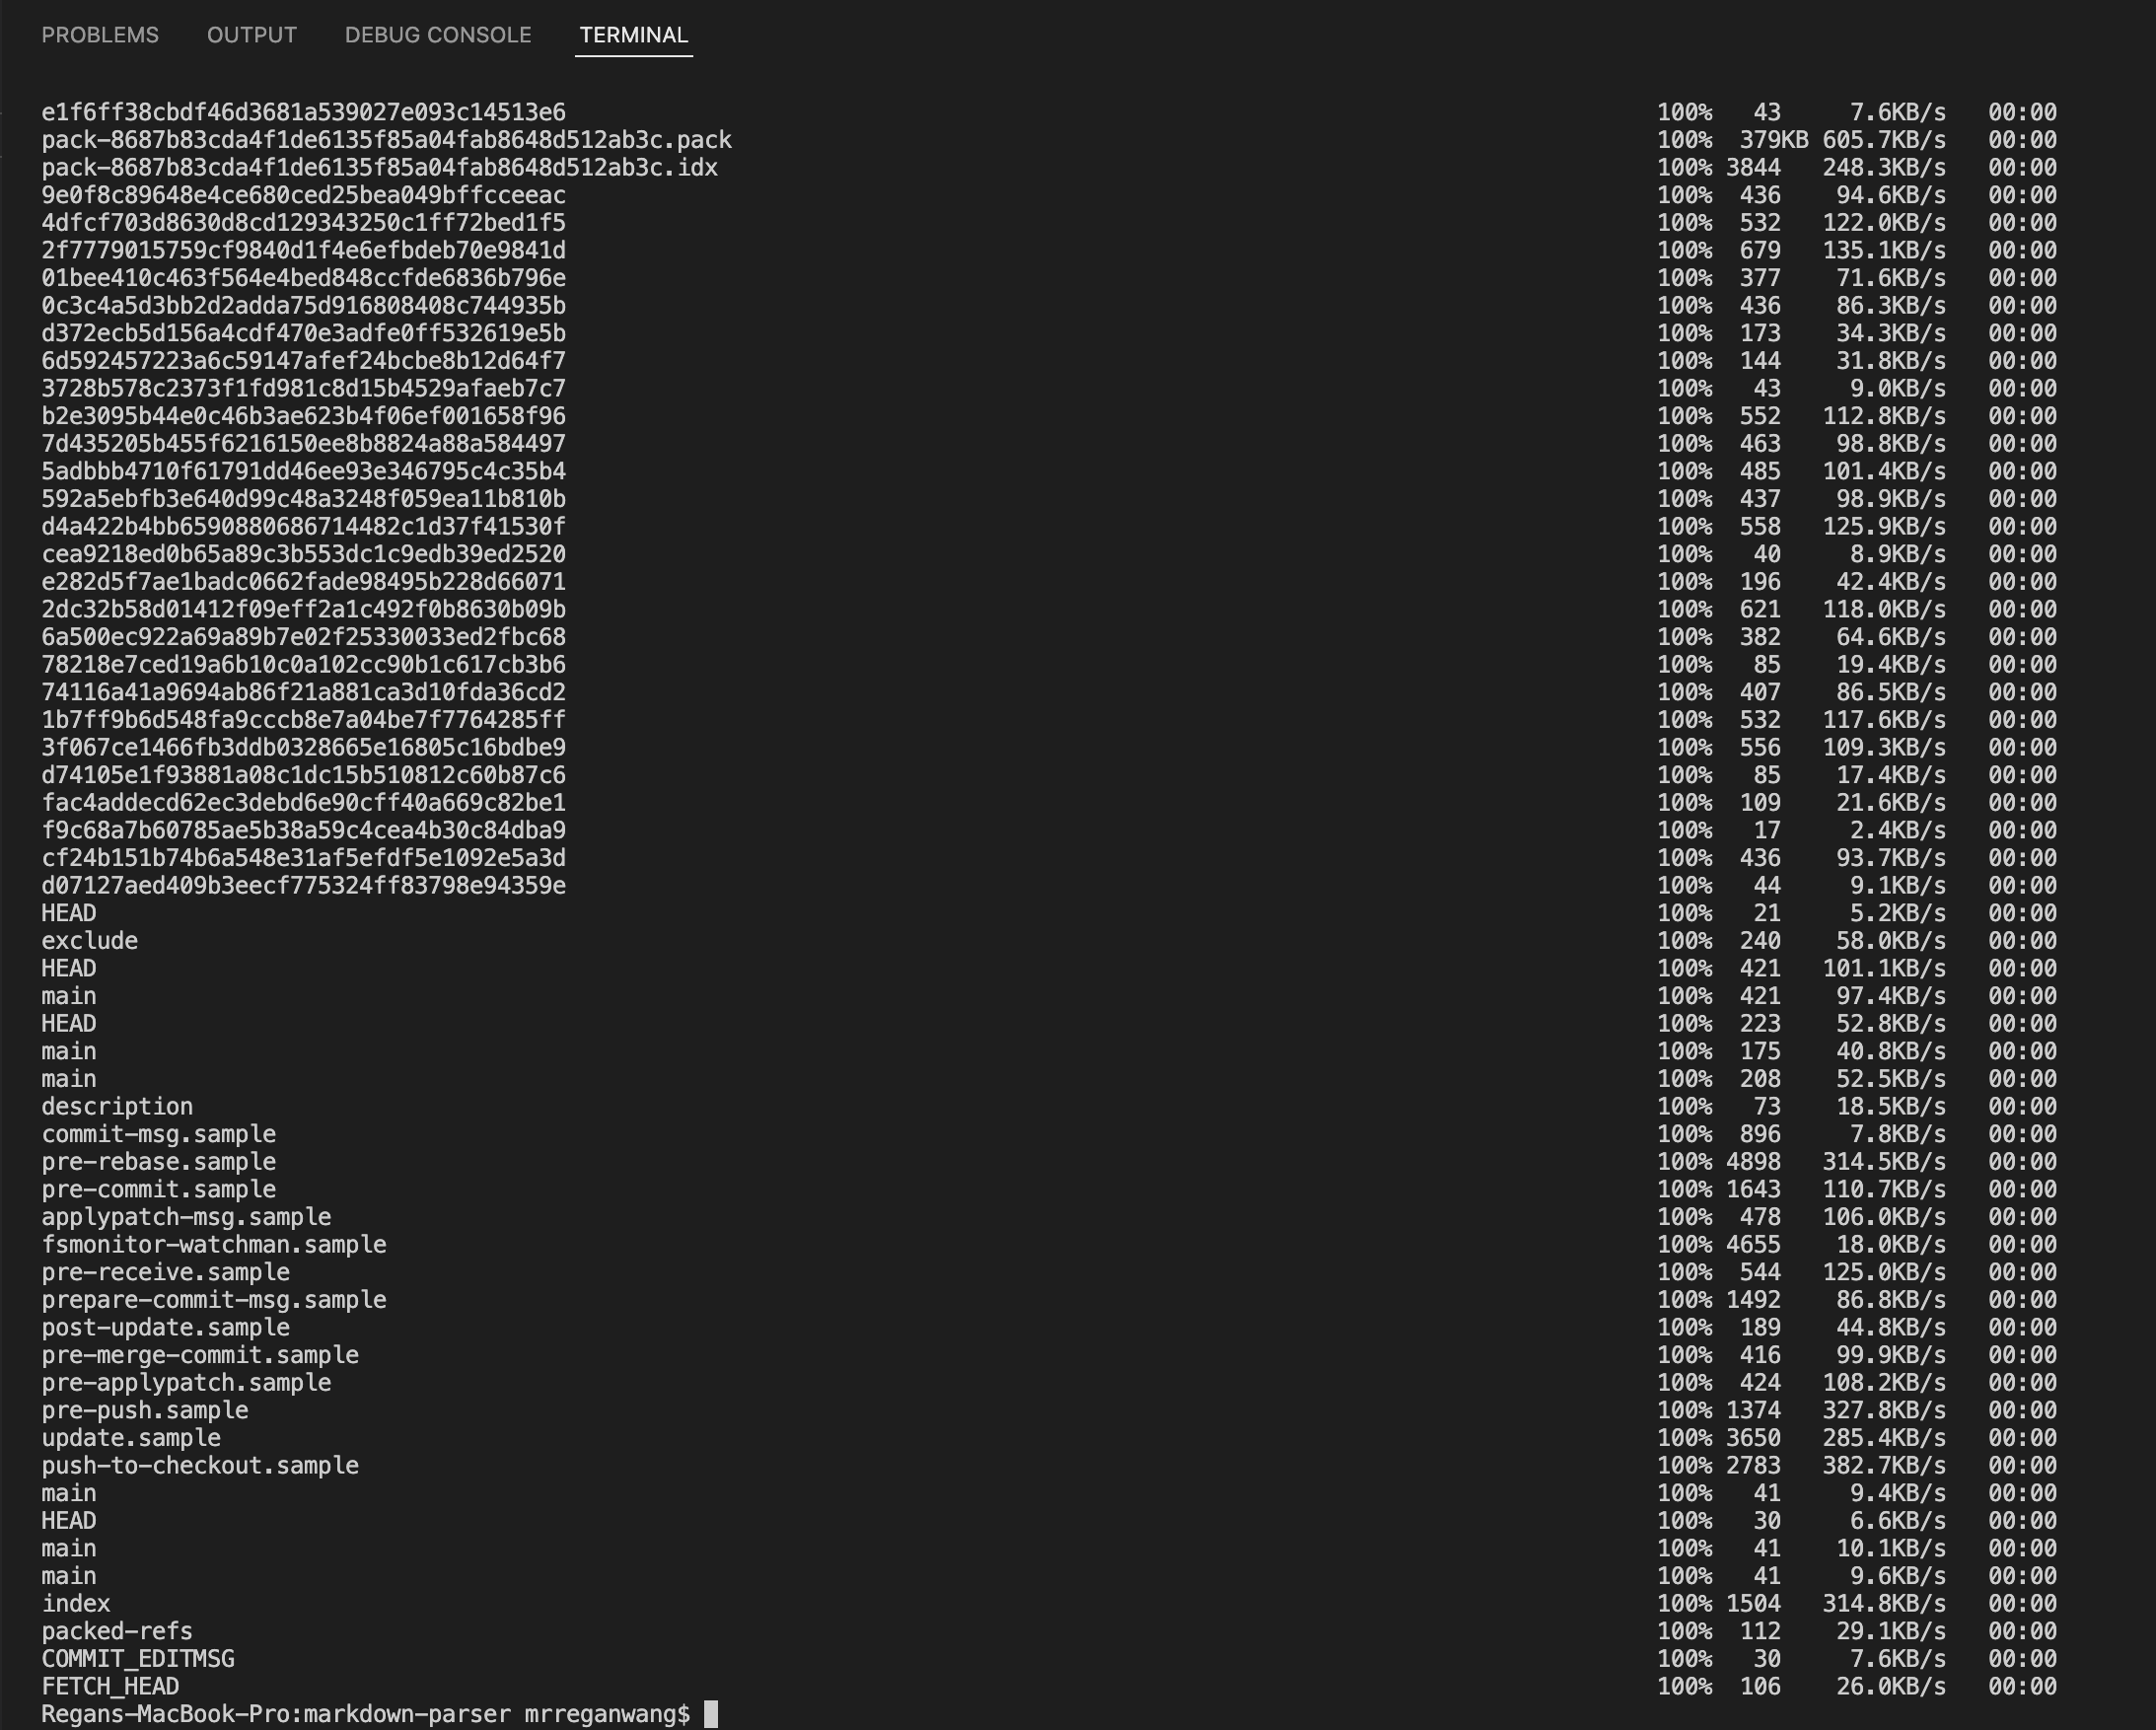 PROBLEMS OUTPUT DEBUG CONSOLE TERMINAL
e1f6ff38cbdf46d3681a539027e093c14513e6 100% 43 7.6KB/s 00:00
pack-8687b83cda4f1de6135f85a04fab8648d512ab3c.pack 100% 379KB 605.7KB/s 00:00
pack-8687b83cda4f1de6135f85a04fab8648d512ab3c.idx 100% 3844 248.3KB/s 00:00
9e0f8c89648e4ce680ced25bea049bffcceeac 100% 436 94.6KB/s 00:00
4dfcf703d8630d8cd129343250c1ff72bed1f5 100% 532 122.0KB/s 00:00
2f7779015759cf9840d1f4e6efbdeb70e9841d 100% 679 135.1KB/s 00:00
01bee410c463f564e4bed848ccfde6836b796e 100% 377 71.6KB/s 00:00
0c3c4a5d3bb2d2adda75d916808408c744935b 100% 436 86.3KB/s 00:00
d372ecb5d156a4cdf470e3adfe0ff532619e5b 100% 173 34.3KB/s 00:00
6d592457223a6c59147afef24bcbe8b12d64f7 100% 144 31.8KB/s 00:00
3728b578c2373f1fd981c8d15b4529afaeb7c7 100% 43 9.0KB/s 00:00
b2e3095b44e0c46b3ae623b4f06ef001658f96 100% 552 112.8KB/s 00:00
7d435205b455f6216150ee8b8824a88a584497 100% 463 98.8KB/s 00:00
5adbbb4710f61791dd46ee93e346795c4c35b4 100% 485 101.4KB/s 00:00
592a5ebfb3e640d99c48a3248f059ea11b810b 100% 437 98.9KB/s 00:00
d4a422b4bb6590880686714482c1d37f41530f 100% 558 125.9KB/s 00:00
cea9218ed0b65a89c3b553dc1c9edb39ed2520 100% 40 8.9KB/s 00:00
e282d5f7ae1badc0662fade98495b228d66071 100% 196 42.4KB/s 00:00
2dc32b58d01412f09eff2a1c492f0b8630b09b 100% 621 118.0KB/s 00:00
6a500ec922a69a89b7e02f25330033ed2fbc68 100% 382 64.6KB/s 00:00
78218e7ced19a6b10c0a102cc90b1c617cb3b6 100% 85 19.4KB/s 00:00
74116a41a9694ab86f21a881ca3d10fda36cd2 100% 407 86.5KB/s 00:00
1b7ff9b6d548fa9cccb8e7a04be7f7764285ff 100% 532 117.6KB/s 00:00
3f067ce1466fb3ddb0328665e16805c16bdbe9 100% 556 109.3KB/s 00:00
d74105e1f93881a08c1dc15b510812c60b87c6 100% 85 17.4KB/s 00:00
fac4addecd62ec3debd6e90cff40a669c82be1 100% 109 21.6KB/s 00:00
f9c68a7b60785ae5b38a59c4cea4b30c84dba9 100% 17 2.4KB/s 00:00
cf24b151b74b6a548e31af5efdf5e1092e5a3d 100% 436 93.7KB/s 00:00
d07127aed409b3eecf775324ff83798e94359e 100% 44 9.1KB/s 00:00
HEAD 100% 21 5.2KB/s 00:00
exclude 100% 240 58.0KB/s 00:00
HEAD 100% 421 101.1KB/s 00:00
main 100% 421 97.4KB/s 00:00
HEAD 100% 223 52.8KB/s 00:00
main 100% 175 40.8KB/s 00:00
main 100% 208 52.5KB/s 00:00
description 100% 73 18.5KB/s 00:00
commit-msg.sample 100% 896 7.8KB/s 00:00
pre-rebase.sample 100% 4898 314.5KB/s 00:00
pre-commit.sample 100% 1643 110.7KB/s 00:00
applypatch-msg.sample 100% 478 106.0KB/s 00:00
fsmonitor-watchman.sample 100% 4655 18.0KB/s 00:00
pre-receive.sample 100% 544 125.0KB/s 00:00
prepare-commit-msg.sample 100% 1492 86.8KB/s 00:00
post-update.sample 100% 189 44.8KB/s 00:00
pre-merge-commit.sample 100% 416 99.9KB/s 00:00
pre-applypatch.sample 100% 424 108.2KB/s 00:00
pre-push.sample 100% 1374 327.8KB/s 00:00
update.sample 100% 3650 285.4KB/s 00:00
push-to-checkout.sample 100% 2783 382.7KB/s 00:00
main 100% 41 9.4KB/s 00:00
HEAD 100% 30 6.6KB/s 00:00
main 100% 41 10.1KB/s 00:00
main 100% 41 9.6KB/s 00:00
index 100% 1504 314.8KB/s 00:00
packed-refs 100% 112 29.1KB/s 00:00
COMMIT_EDITMSG 100% 30 7.6KB/s 00:00
FETCH_HEAD 100% 106 26.0KB/s 00:00
Regans-MacBook-Pro:markdown-parser mrreganwang$